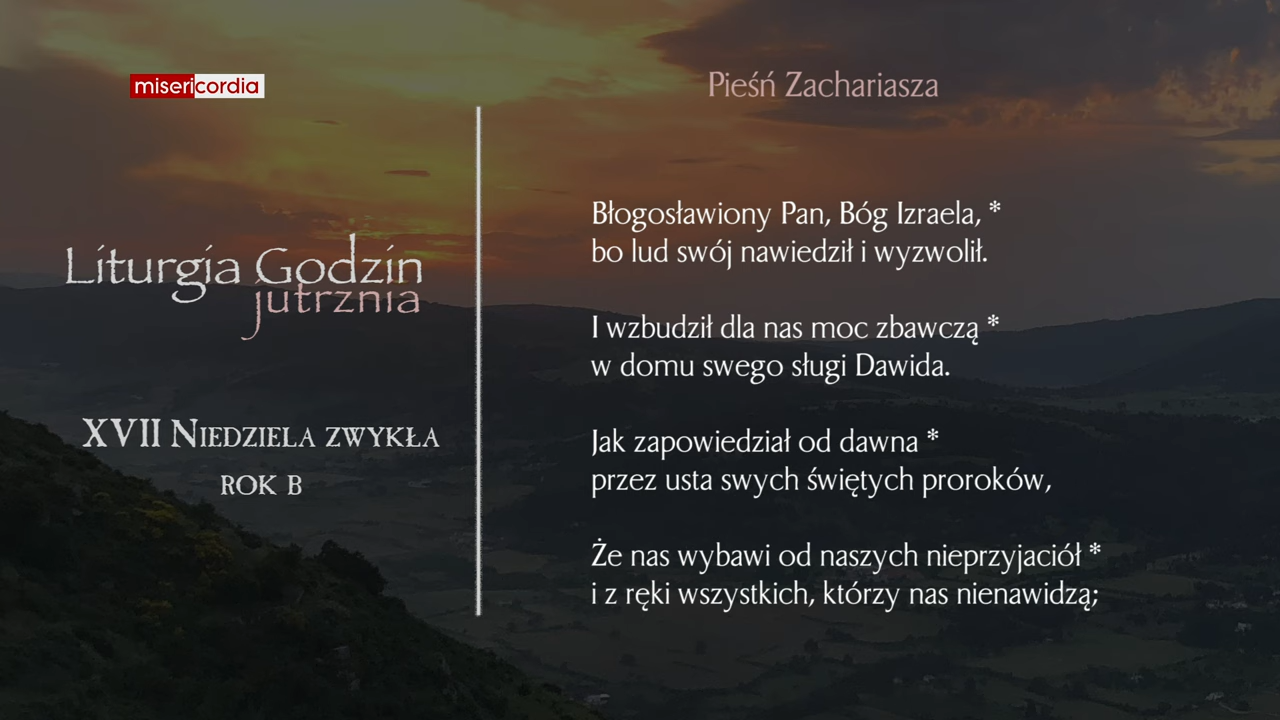 misericordia
Liturgia Godzin
jutrznia
XVII Niedziela zwykła
rok B
Pieśń Zachariasza
Błogosławiony Pan, Bóg Izraela, *
bo lud swój nawiedził i wyzwolił.
I wzbudził dla nas moc zbawczą *
w domu swego sługi Dawida.
Jak zapowiedział od dawna *
przez usta swych świętych proroków,
Że nas wybawi od naszych nieprzyjaciół *
i z ręki wszystkich, którzy nas nienawidzą;